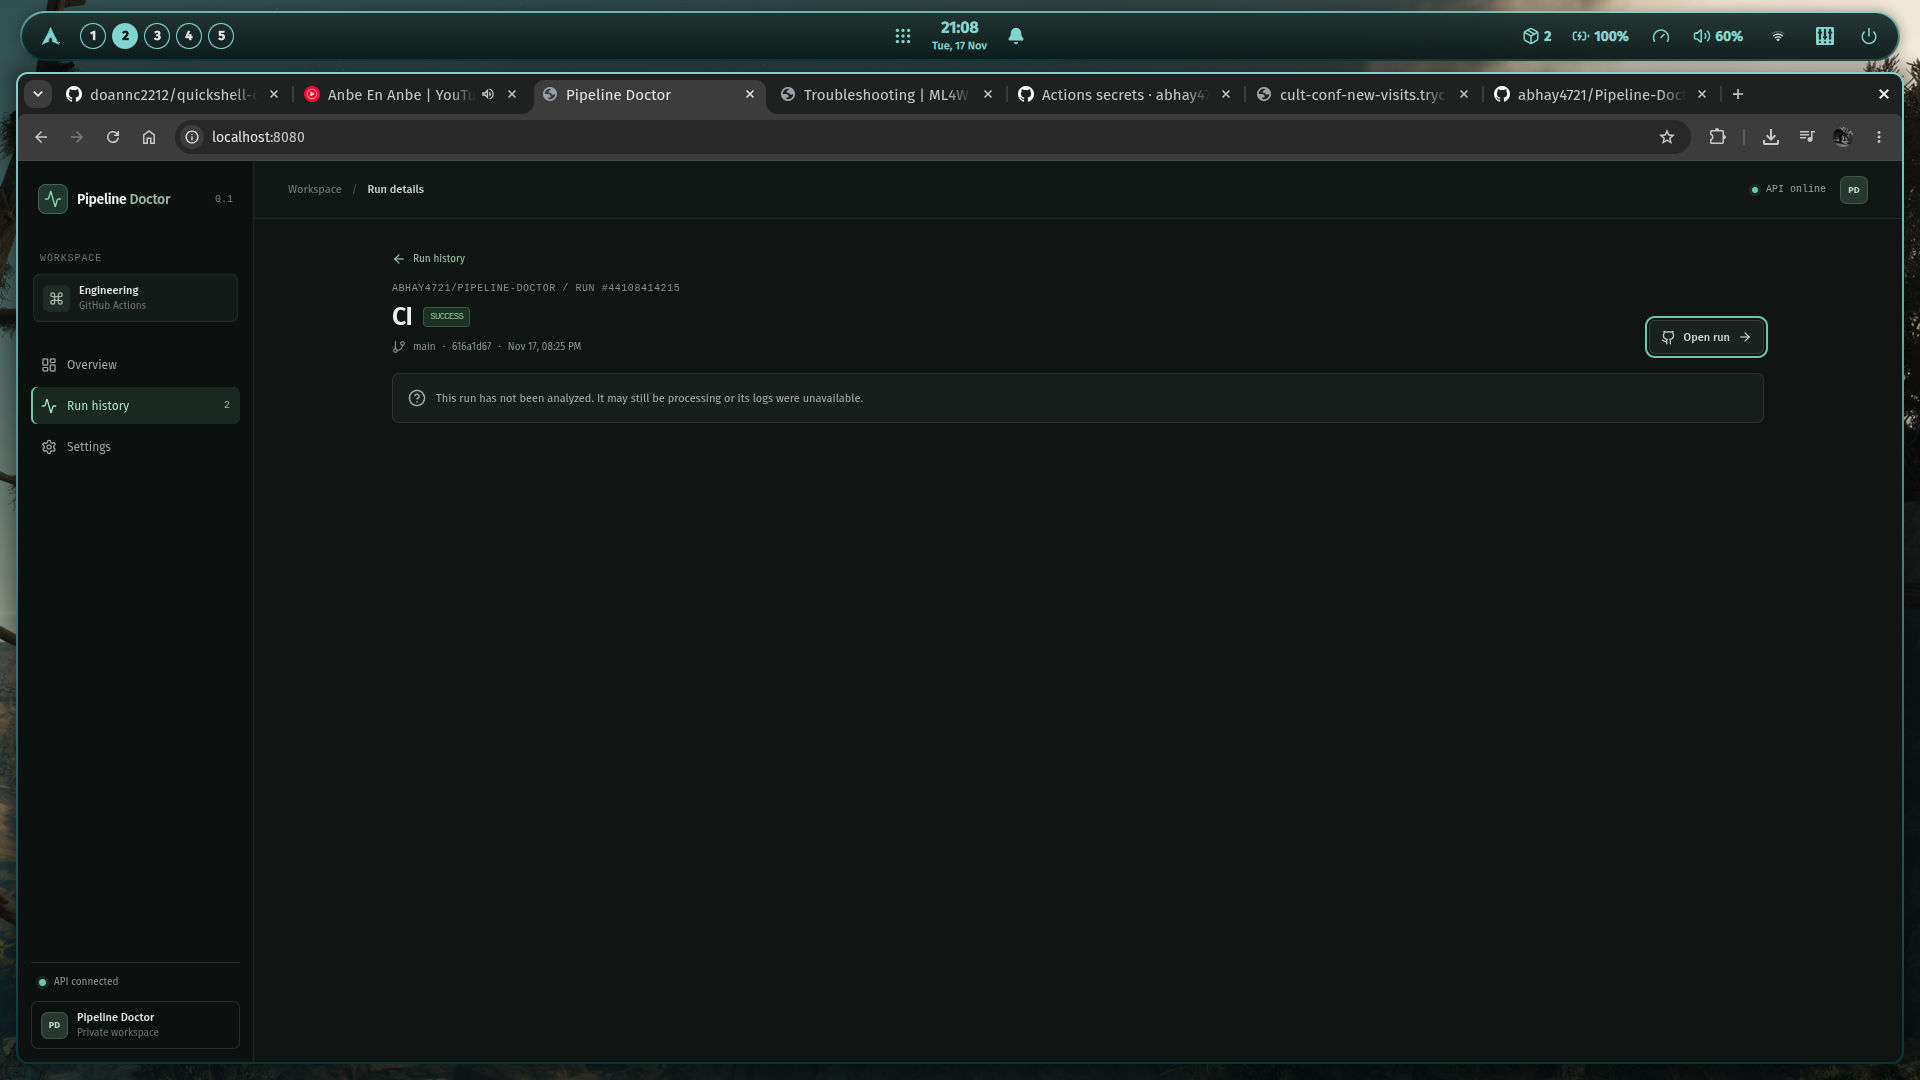 1 2 3 4 5
21:08
Tue, 17 Nov
2 100% 60%
doannc2212/quickshell-
Anbe En Anbe | YouTu
Pipeline Doctor
Troubleshooting | ML4W
Actions secrets · abhay47
cult-conf-new-visits.tryc
abhay4721/Pipeline-Doct
localhost:8080
Pipeline Doctor 0.1
Workspace / Run details
API online PD
WORKSPACE
Engineering
GitHub Actions
Overview
Run history 2
Settings
Run history
ABHAY4721/PIPELINE-DOCTOR / RUN #44108414215
CI SUCCESS
main · 616a1d67 · Nov 17, 08:25 PM
Open run
This run has not been analyzed. It may still be processing or its logs were unavailable.
API connected
PD Pipeline Doctor
Private workspace